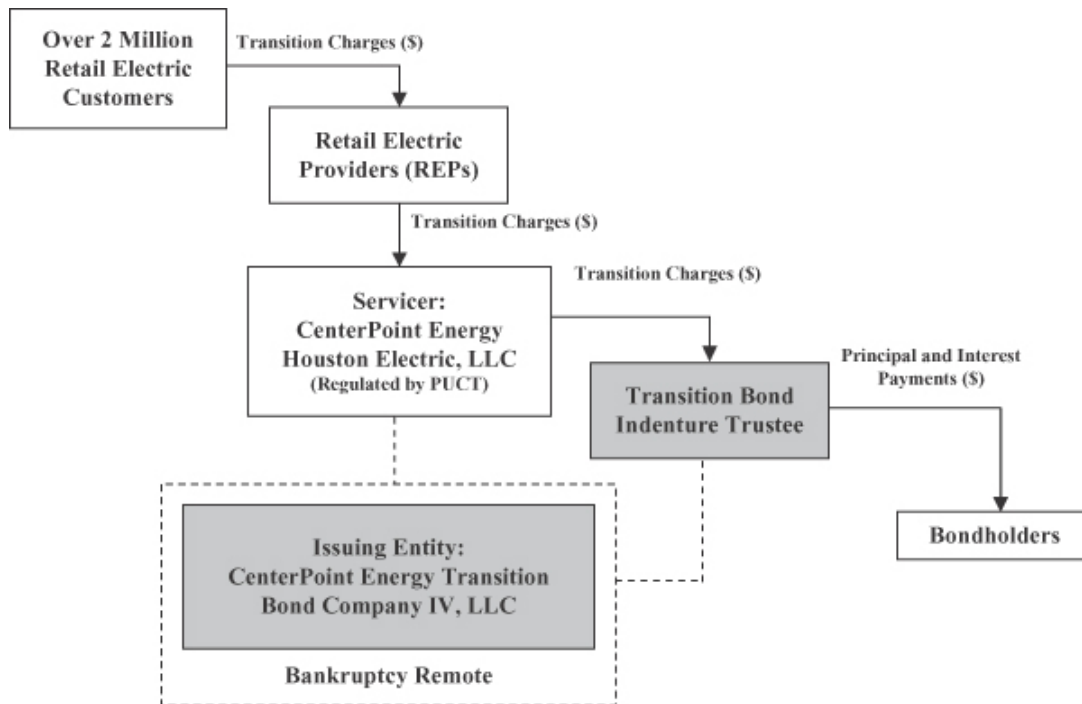 Over 2 Million
Retail Electric
Customers
Transition Charges ($)
Retail Electric
Providers (REPs)
Transition Charges ($)
Servicer:
CenterPoint Energy
Houston Electric, LLC
(Regulated by PUCT)
Transition Charges ($)
Transition Bond
Indenture Trustee
Principal and Interest
Payments ($)
Bondholders
Issuing Entity:
CenterPoint Energy Transition
Bond Company IV, LLC
Bankruptcy Remote